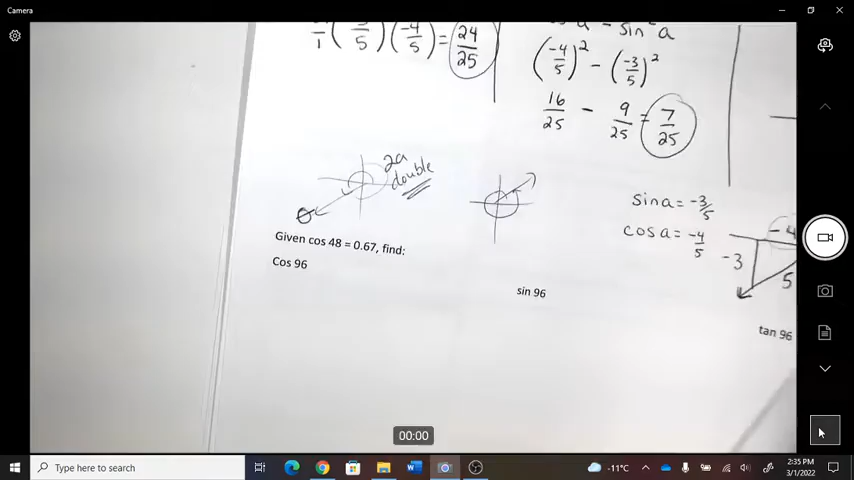 Camera
(-4/5) = 24/25
sin²a
(-4/5)² - (-3/5)²
16/25 - 9/25 = 7/25
2a
double
sin a = -3/5
cos a = -4/5
-4
-3
5
Given cos 48 = 0.67, find:
Cos 96
sin 96
tan 96
00:00
Type here to search
-11°C
2:35 PM
3/1/2022